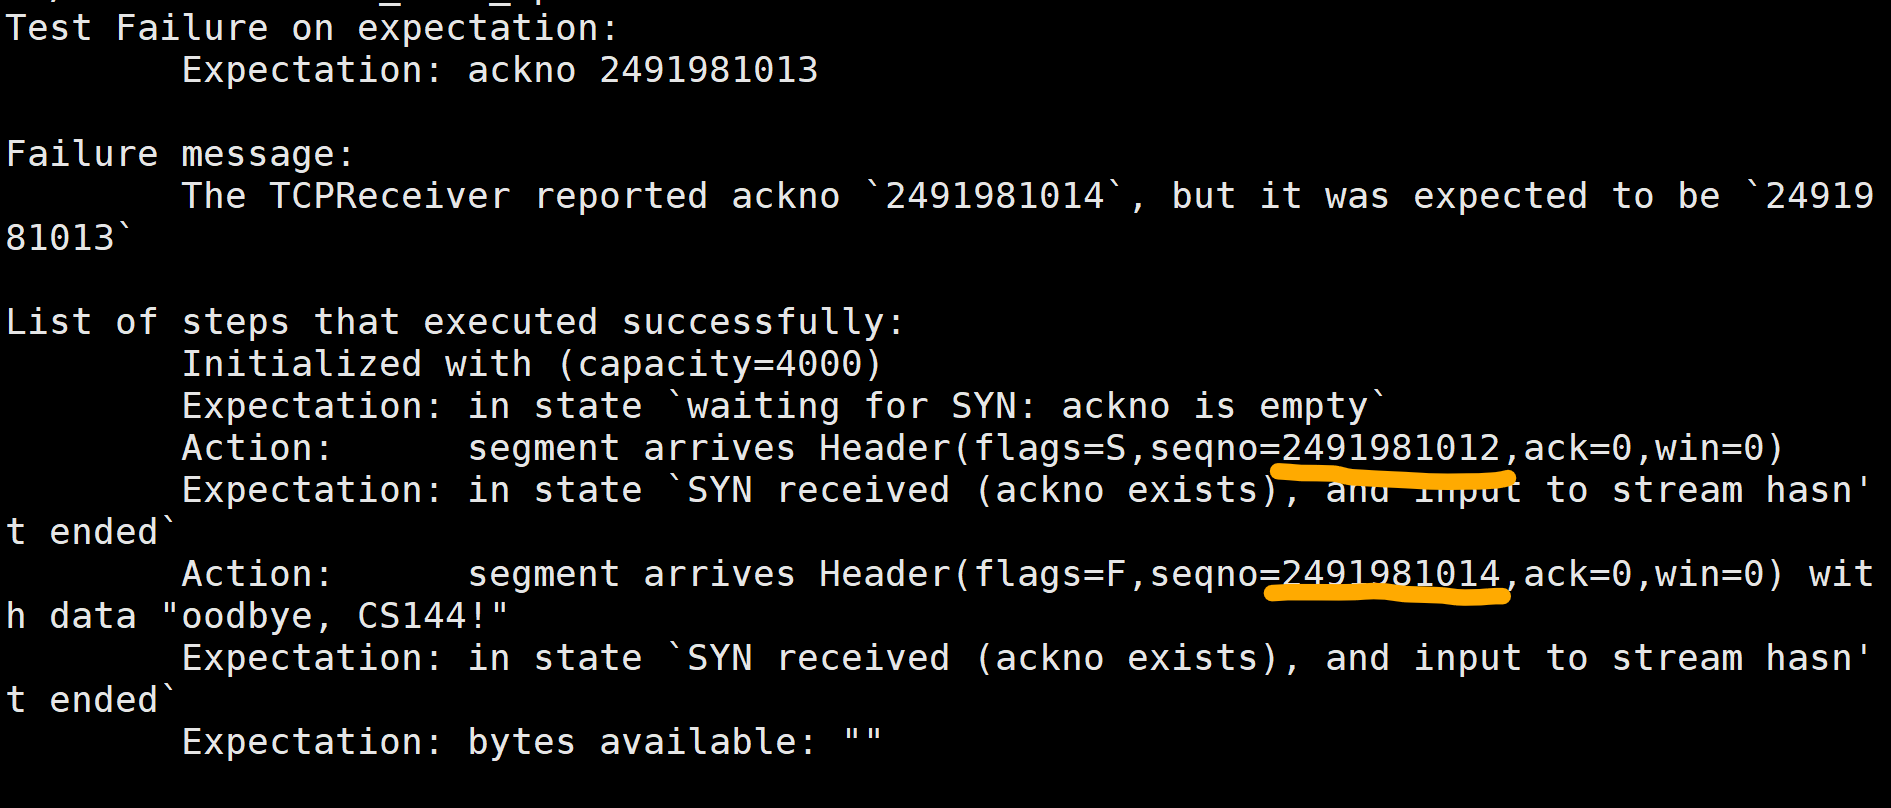 Test Failure on expectation:
Expectation: ackno 2491981013
Failure message:
The TCPReceiver reported ackno `2491981014`, but it was expected to be `24919
81013`
List of steps that executed successfully:
Initialized with (capacity=4000)
Expectation: in state `waiting for SYN: ackno is empty`
Action:      segment arrives Header(flags=S,seqno=2491981012,ack=0,win=0)
Expectation: in state `SYN received (ackno exists), and input to stream hasn'
t ended`
Action:      segment arrives Header(flags=F,seqno=2491981014,ack=0,win=0) wit
h data "oodbye, CS144!"
Expectation: in state `SYN received (ackno exists), and input to stream hasn'
t ended`
Expectation: bytes available: ""